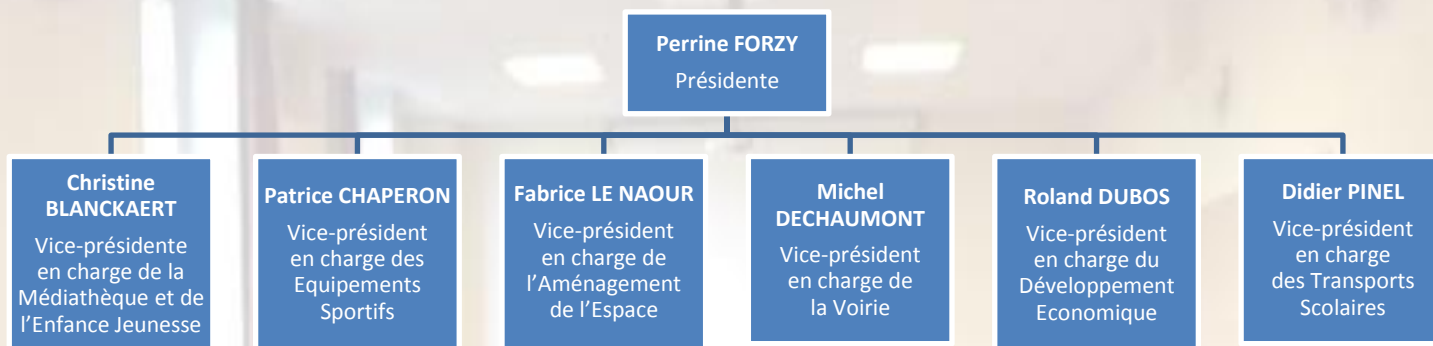 Perrine FORZY
Présidente
Christine
BLANCKAERT
Vice-présidente
en charge de la
Médiathèque et de
l’Enfance Jeunesse
Patrice CHAPERON
Vice-président
en charge des
Equipements
Sportifs
Fabrice LE NAOUR
Vice-président
en charge de
l’Aménagement
de l’Espace
Michel
DECHAUMONT
Vice-président
en charge de
la Voirie
Roland DUBOS
Vice-président
en charge du
Développement
Economique
Didier PINEL
Vice-président
en charge
des Transports
Scolaires